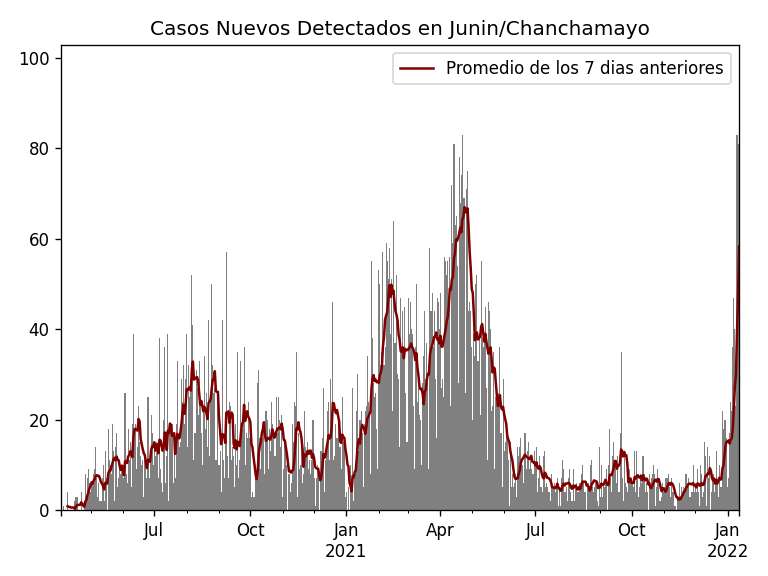 Casos Nuevos Detectados en Junin/Chanchamayo
Promedio de los 7 dias anteriores
100
80
60
40
20
0
Jul
Oct
Jan
2021
Apr
Jul
Oct
Jan
2022